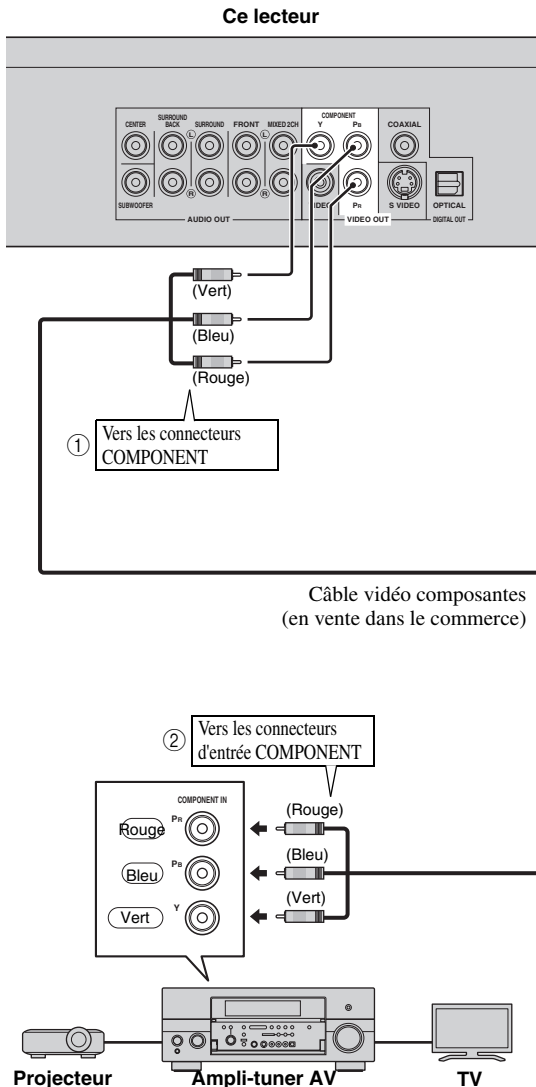 Ce lecteur
CENTER
SURROUND BACK
SURROUND
FRONT
MIXED 2CH
COMPONENT
Y
PB
COAXIAL
L
L
R
R
SUBWOOFER
VIDEO
PR
S VIDEO
OPTICAL
AUDIO OUT
VIDEO OUT
DIGITAL OUT
(Vert)
(Bleu)
(Rouge)
① Vers les connecteurs
COMPONENT
Câble vidéo composantes
(en vente dans le commerce)
② Vers les connecteurs
d'entrée COMPONENT
COMPONENT IN
Rouge PR (Rouge)
Bleu PB (Bleu)
Vert Y (Vert)
Projecteur
Ampli-tuner AV
TV